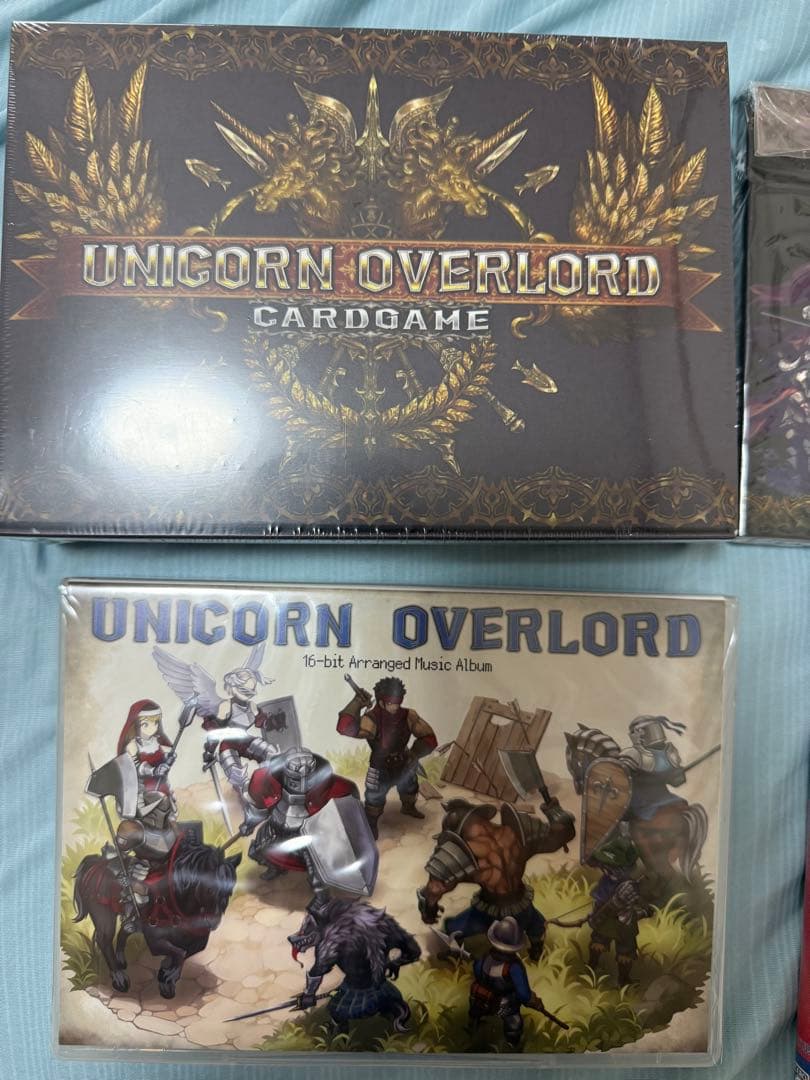 UNICORN OVERLORD
CARDGAME
UNICORN OVERLORD
16-bit Arranged Music Album